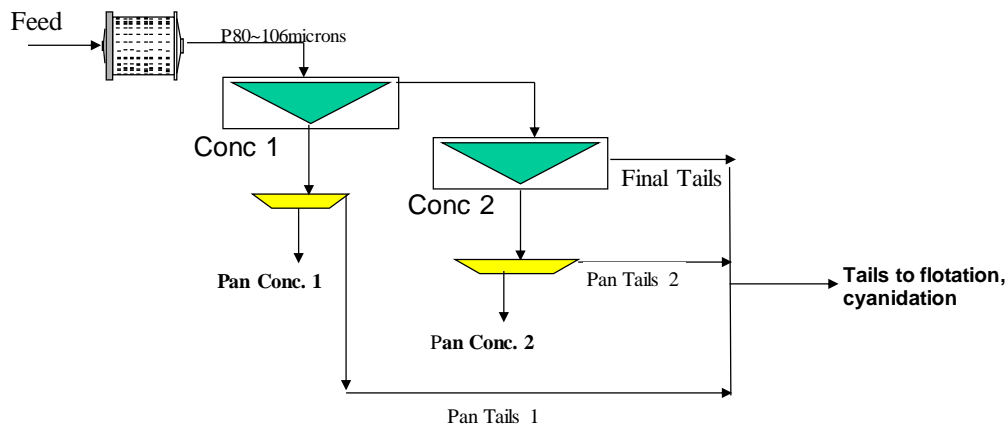 Feed
P80~106microns
Conc 1
Conc 2
Final Tails
Pan Conc. 1
Pan Tails 2
Tails to flotation,
cyanidation
Pan Conc. 2
Pan Tails 1